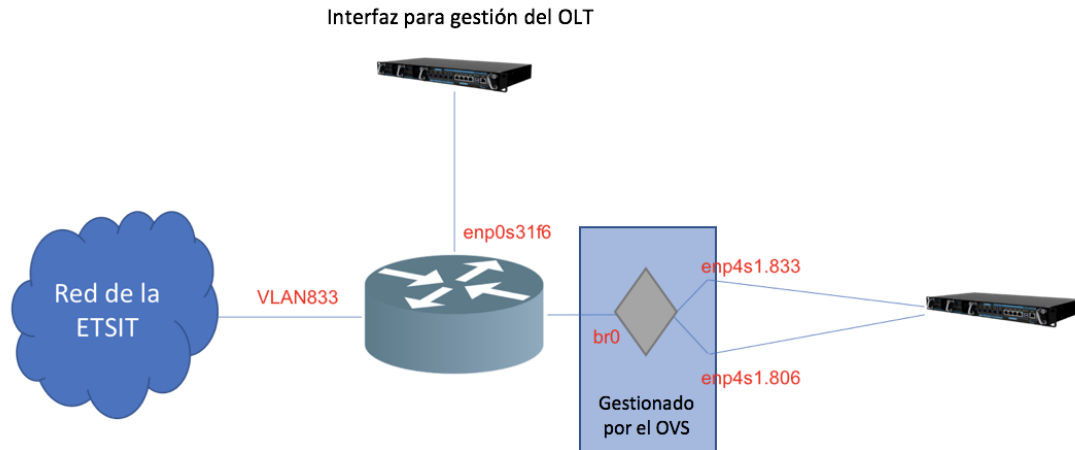 Interfaz para gestión del OLT
enp0s31f6
Red de la
ETSIT
VLAN833
br0
enp4s1.833
enp4s1.806
Gestionado
por el OVS